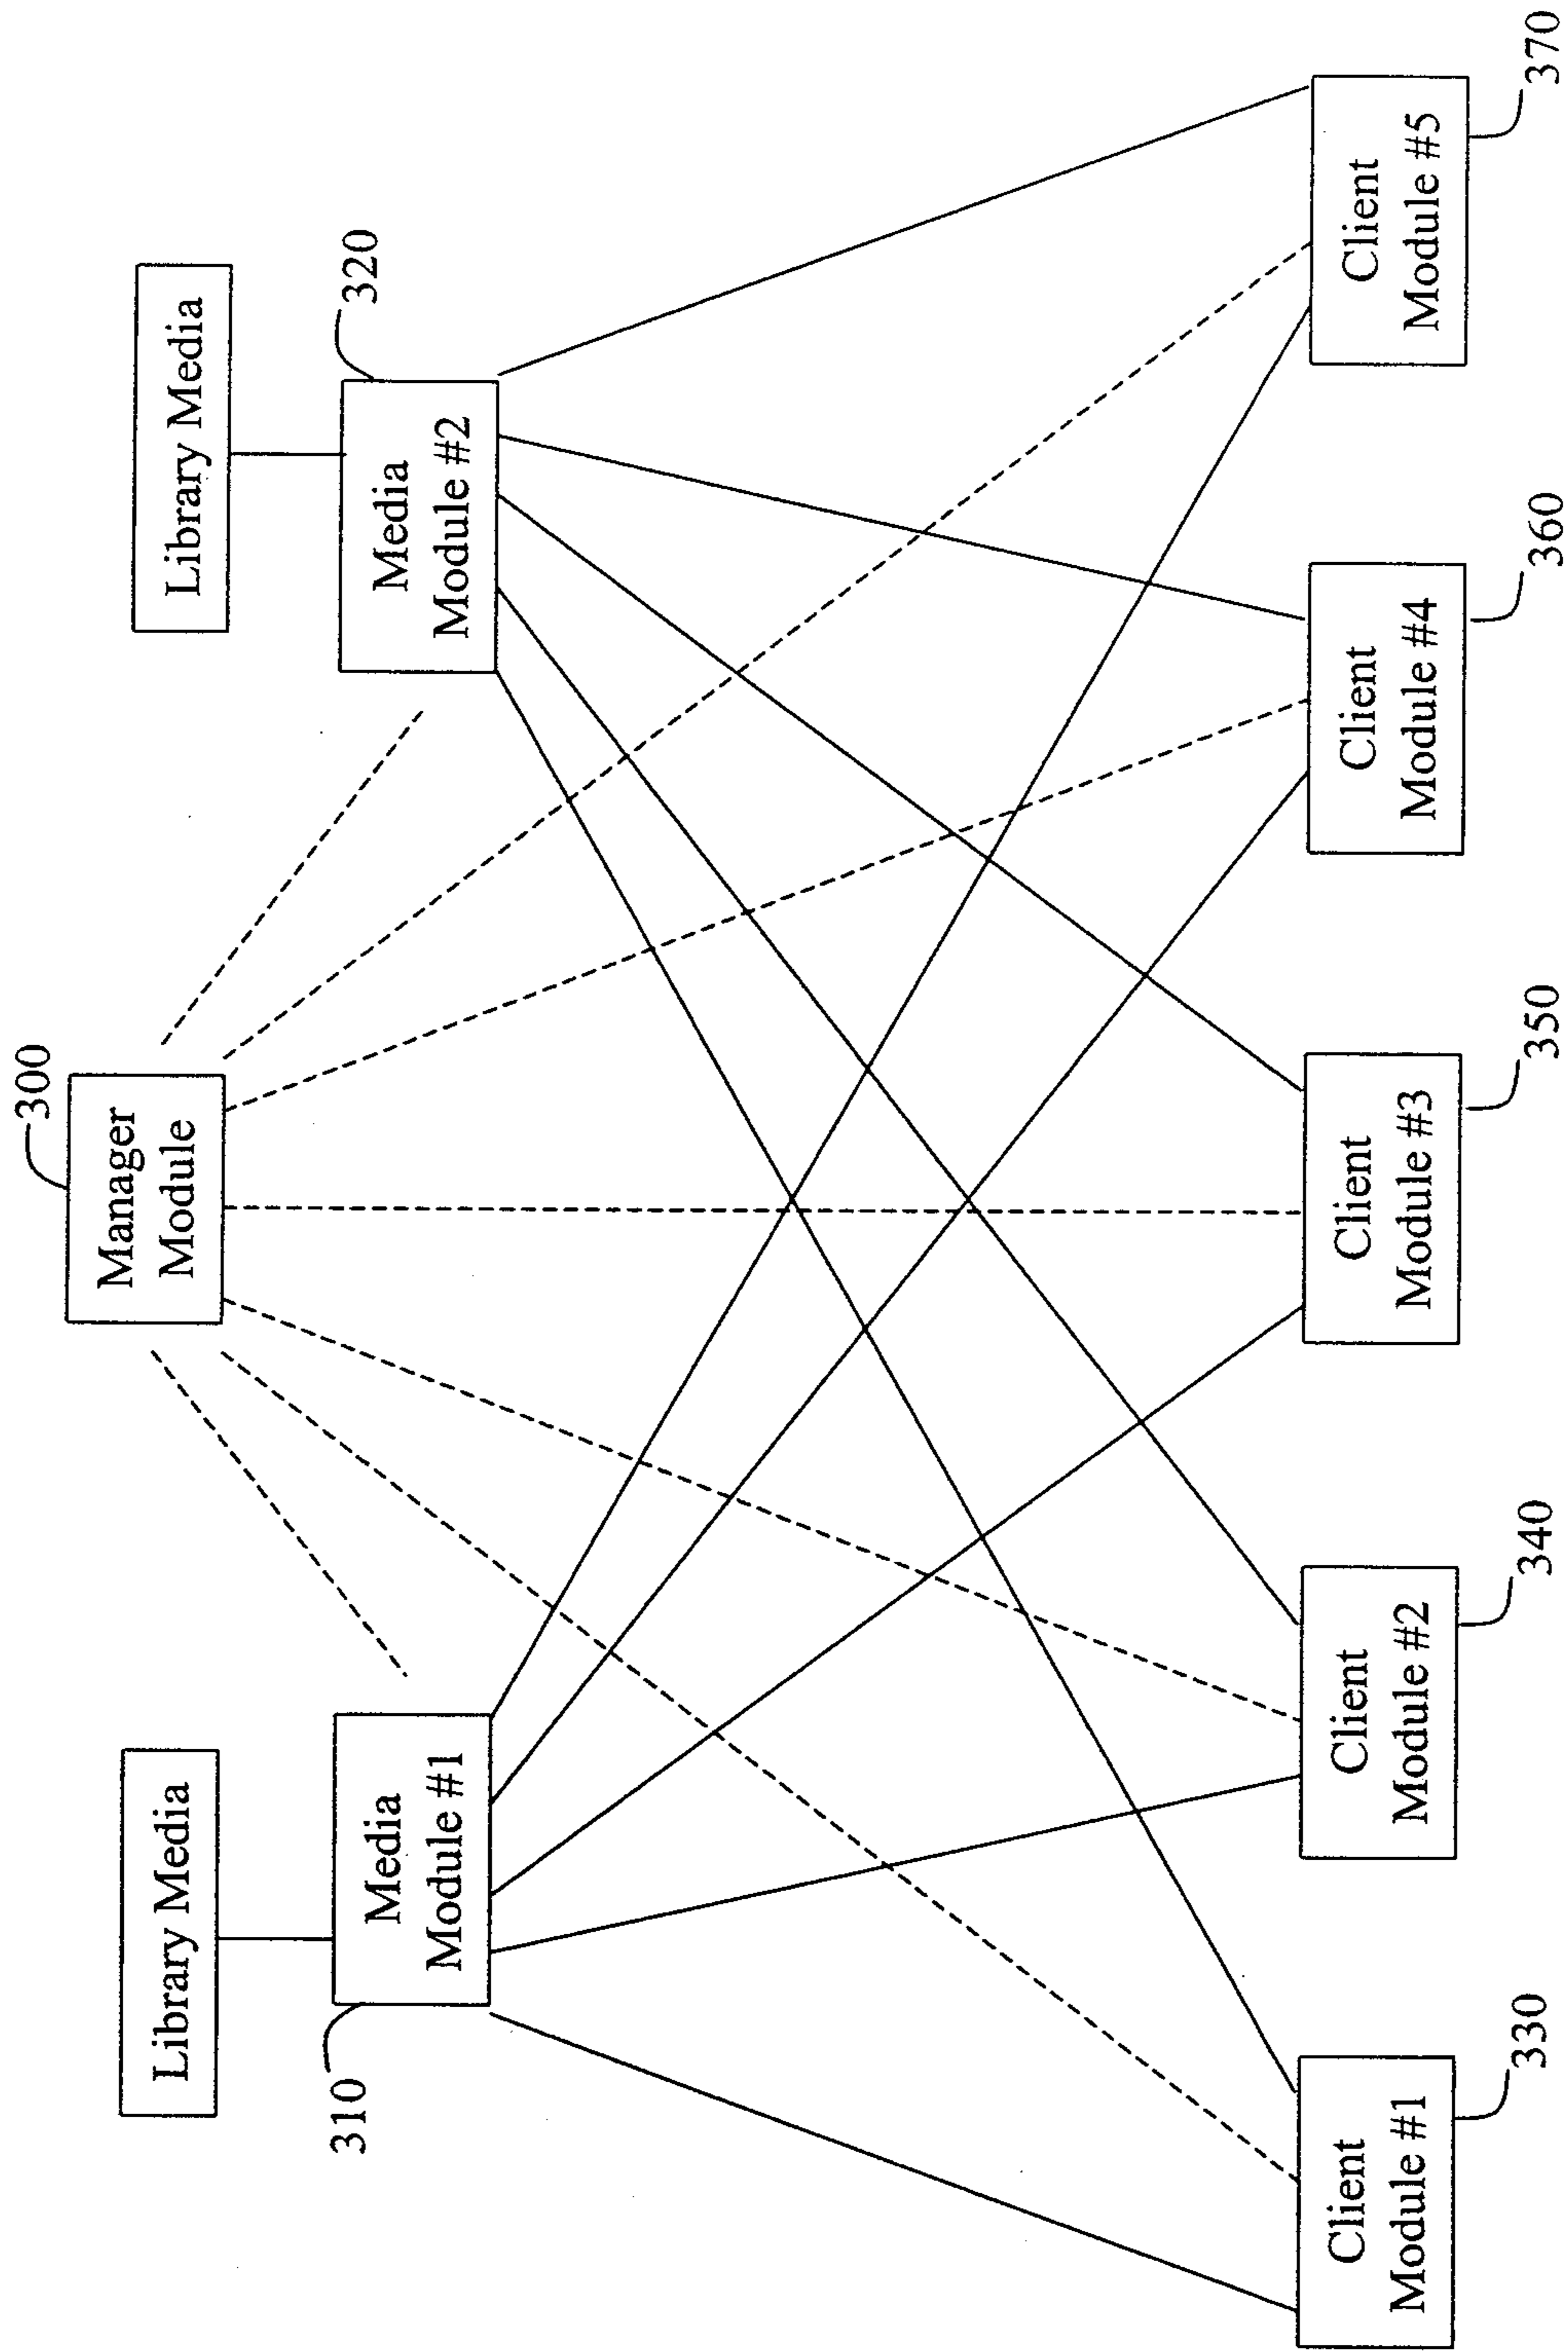 300
Manager
Module
Library Media
Library Media
310
Media
Module #1
320
Media
Module #2
Client
Module #1
330
Client
Module #2
340
Client
Module #3
350
Client
Module #4
360
Client
Module #5
370